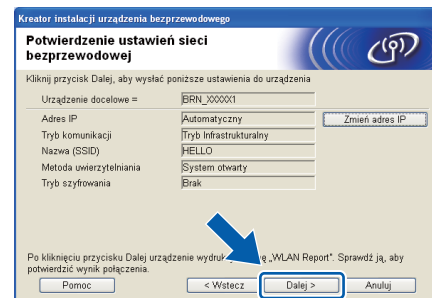 Kreator instalacji urządzenia bezprzewodowego
Potwierdzenie ustawień sieci
bezprzewodowej
Kliknij przycisk Dalej, aby wysłać poniższe ustawienia do urządzenia
Urządzenie docelowe = BRN_XXXXX1
Adres IP Automatyczny Zmień adres IP
Tryb komunikacji Tryb Infrastrukturalny
Nazwa (SSID) HELLO
Metoda uwierzytelniania System otwarty
Tryb szyfrowania Brak
Po kliknięciu przycisku Dalej urządzenie wydruk „WLAN Report”. Sprawdź ją, aby
potwierdzić wynik połączenia.
Pomoc < Wstecz Dalej > Anuluj